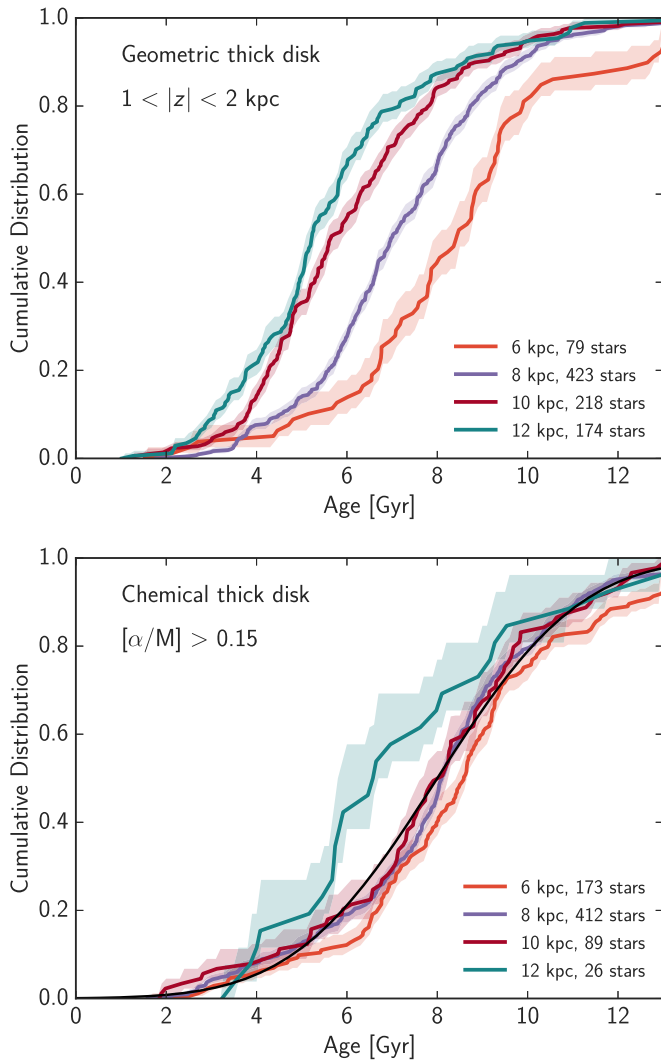 1.0
0.8
0.6
0.4
0.2
0.0
Cumulative Distribution
Geometric thick disk
1 < |z| < 2 kpc
6 kpc, 79 stars
8 kpc, 423 stars
10 kpc, 218 stars
12 kpc, 174 stars
0 2 4 6 8 10 12
Age [Gyr]
1.0
0.8
0.6
0.4
0.2
0.0
Cumulative Distribution
Chemical thick disk
[α/M] > 0.15
6 kpc, 173 stars
8 kpc, 412 stars
10 kpc, 89 stars
12 kpc, 26 stars
0 2 4 6 8 10 12
Age [Gyr]